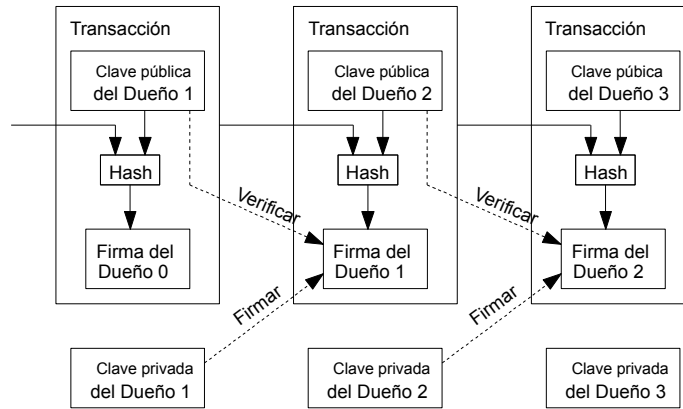 Transacción
Transacción
Transacción
Clave pública
del Dueño 1
Clave pública
del Dueño 2
Clave púbica
del Dueño 3
Hash
Hash
Hash
Verificar
Verificar
Firma del
Dueño 0
Firma del
Dueño 1
Firma del
Dueño 2
Firmar
Firmar
Clave privada
del Dueño 1
Clave privada
del Dueño 2
Clave privada
del Dueño 3